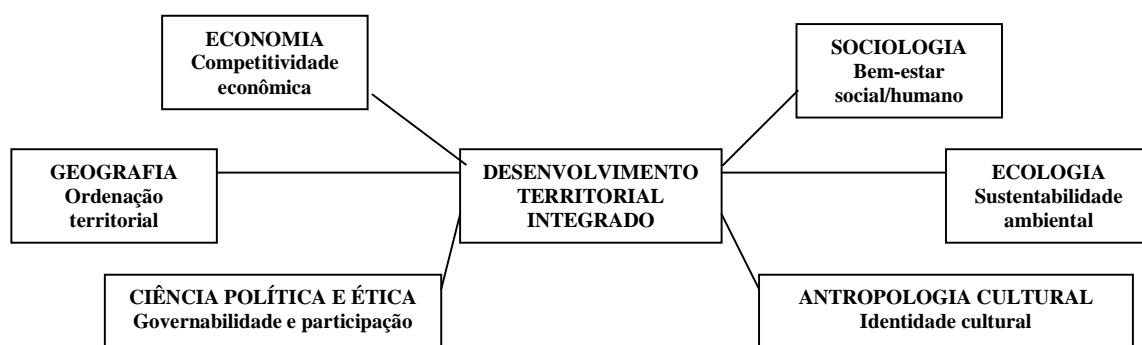 ECONOMIA
Competitividade
econômica
SOCIOLOGIA
Bem-estar
social/humano
GEOGRAFIA
Ordenação
territorial
DESENVOLVIMENTO
TERRITORIAL
INTEGRADO
ECOLOGIA
Sustentabilidade
ambiental
CIÊNCIA POLÍTICA E ÉTICA
Governabilidade e participação
ANTROPOLOGIA CULTURAL
Identidade cultural